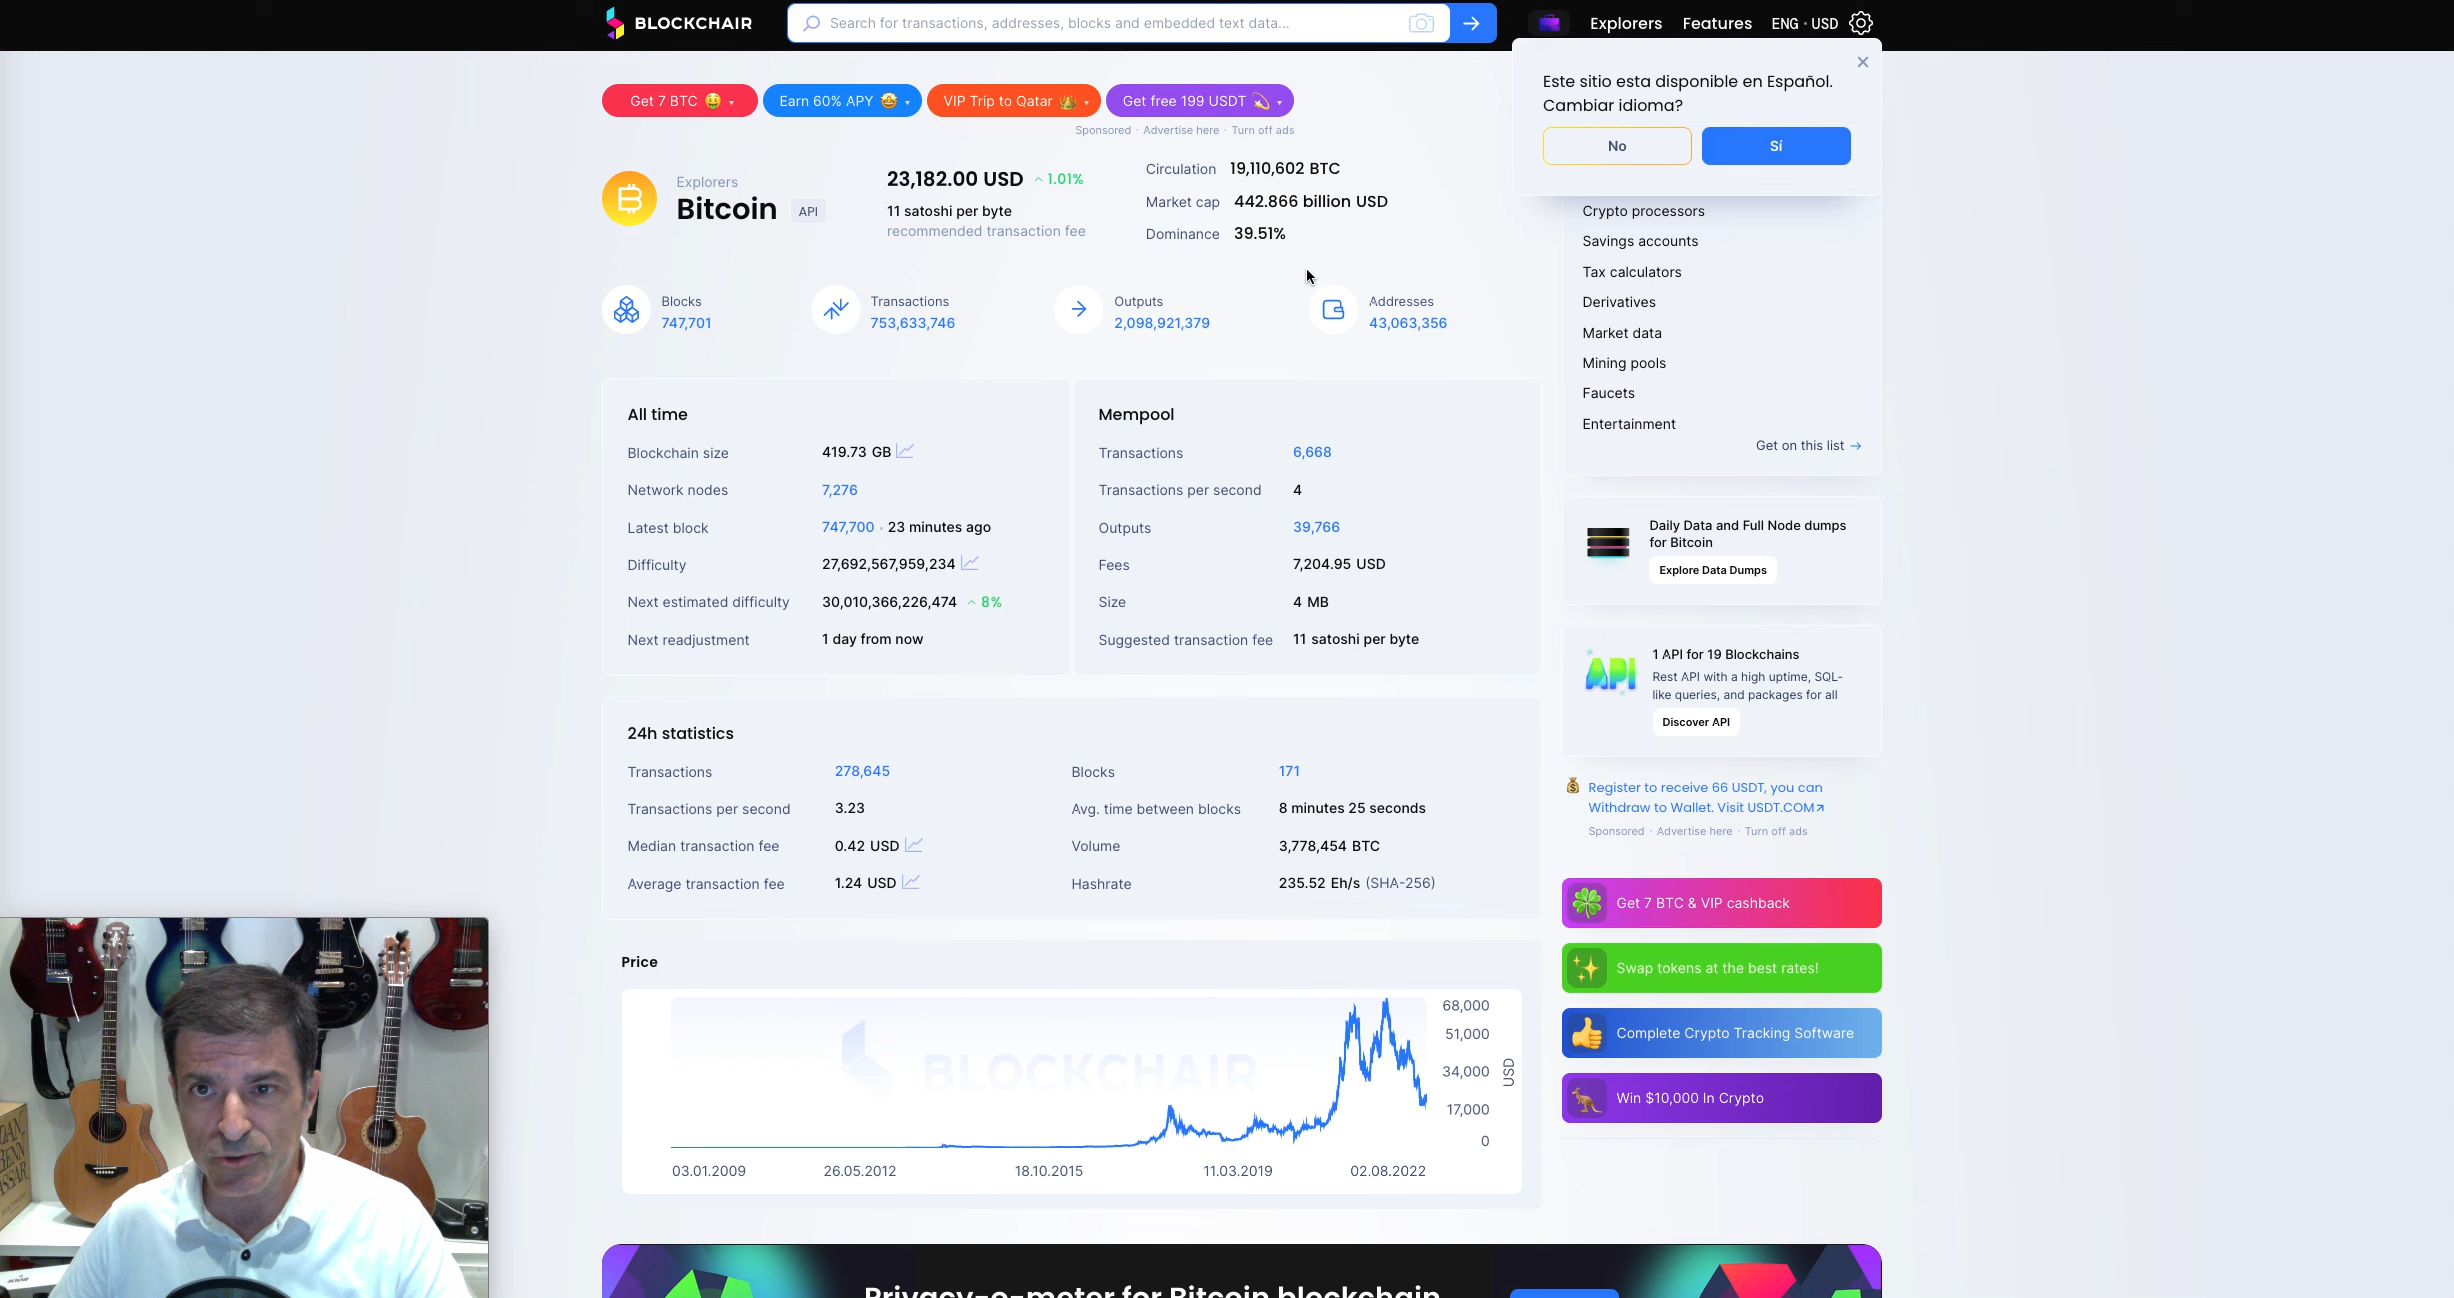 BLOCKCHAIR
Search for transactions, addresses, blocks and embedded text data...
Explorers
Features
ENG · USD
Este sitio esta disponible en Español.
Cambiar idioma?
No
Sí
Get 7 BTC
Earn 60% APY
VIP Trip to Qatar
Get free 199 USDT
Sponsored · Advertise here · Turn off ads
Explorers
Bitcoin
API
23,182.00 USD
1.01%
11 satoshi per byte
recommended transaction fee
Circulation 19,110,602 BTC
Market cap 442.866 billion USD
Dominance 39.51%
Blocks
747,701
Transactions
753,633,746
Outputs
2,098,921,379
Addresses
43,063,356
Crypto processors
Savings accounts
Tax calculators
Derivatives
Market data
Mining pools
Faucets
Entertainment
Get on this list →
All time
Blockchain size 419.73 GB
Network nodes 7,276
Latest block 747,700 · 23 minutes ago
Difficulty 27,692,567,959,234
Next estimated difficulty 30,010,366,226,474 8%
Next readjustment 1 day from now
Mempool
Transactions 6,668
Transactions per second 4
Outputs 39,766
Fees 7,204.95 USD
Size 4 MB
Suggested transaction fee 11 satoshi per byte
Daily Data and Full Node dumps
for Bitcoin
Explore Data Dumps
API
1 API for 19 Blockchains
Rest API with a high uptime, SQL-
like queries, and packages for all
Discover API
24h statistics
Transactions 278,645
Transactions per second 3.23
Median transaction fee 0.42 USD
Average transaction fee 1.24 USD
Blocks 171
Avg. time between blocks 8 minutes 25 seconds
Volume 3,778,454 BTC
Hashrate 235.52 Eh/s (SHA-256)
Register to receive 66 USDT, you can
Withdraw to Wallet. Visit USDT.COM
Sponsored · Advertise here · Turn off ads
Get 7 BTC & VIP cashback
Swap tokens at the best rates!
Complete Crypto Tracking Software
Win $10,000 In Crypto
Price
BLOCKCHAIR
68,000
51,000
34,000
17,000
0
USD
03.01.2009
26.05.2012
18.10.2015
11.03.2019
02.08.2022
Privacy-o-meter for Bitcoin blockchain